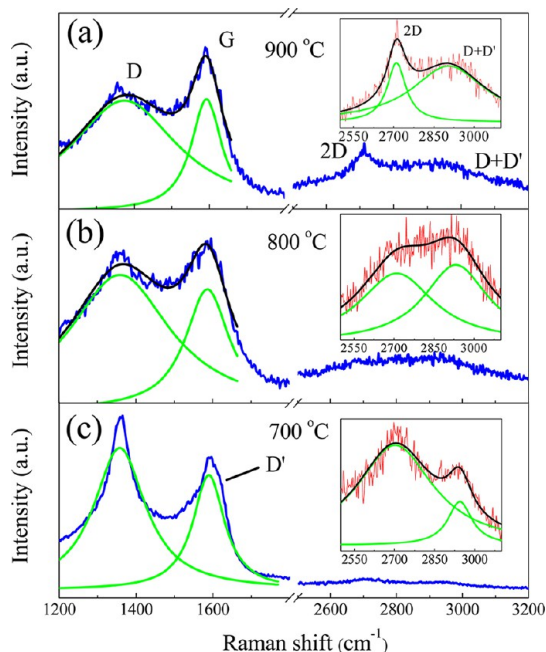 (a)
D
G
900 °C
2D
D+D'
2550 2700 2850 3000
2D
D+D'
Intensity (a.u.)
(b)
800 °C
2550 2700 2850 3000
Intensity (a.u.)
(c)
700 °C
D'
2550 2700 2850 3000
Intensity (a.u.)
1200 1400 1600 2600 2800 3000 3200
Raman shift (cm-1)